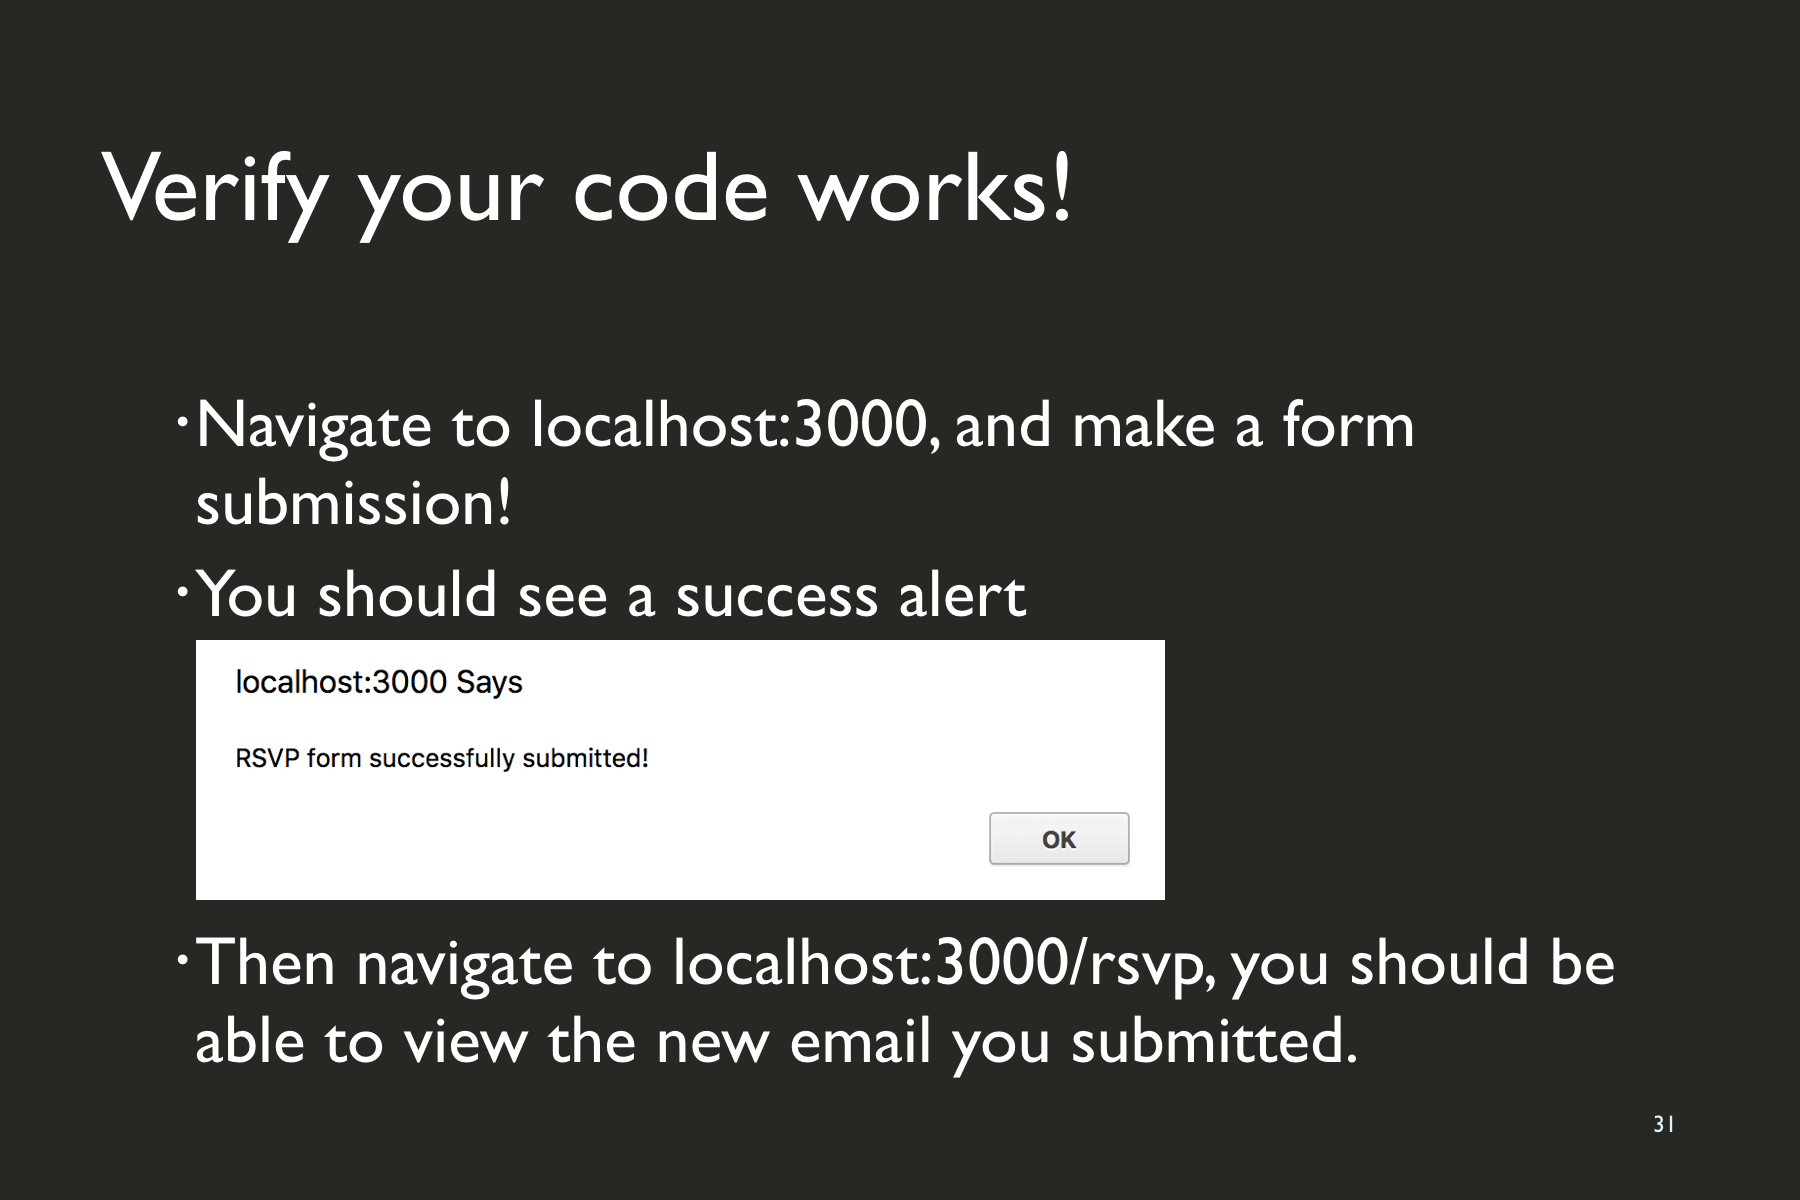 Verify your code works!
·Navigate to localhost:3000, and make a form
submission!
·You should see a success alert
localhost:3000 Says
RSVP form successfully submitted!
OK
·Then navigate to localhost:3000/rsvp, you should be
able to view the new email you submitted.
31